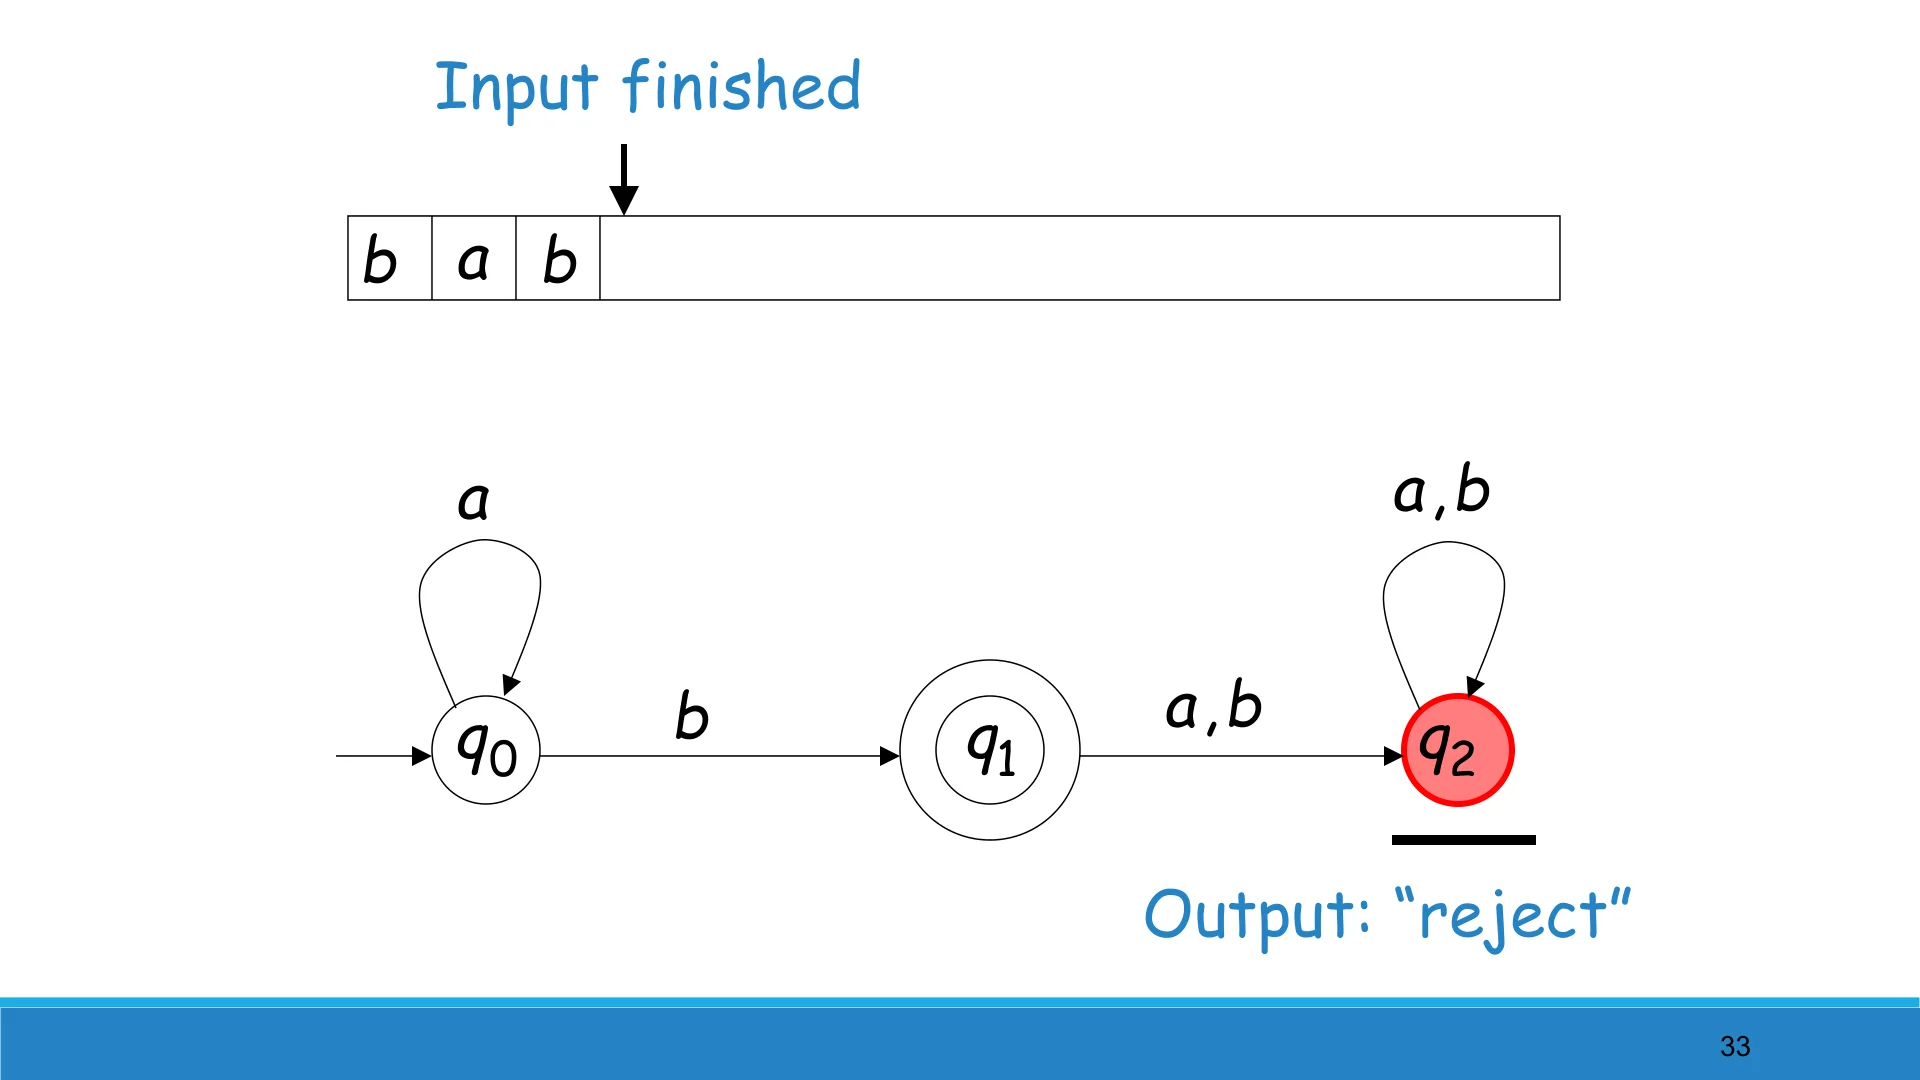 Input finished
b a b
a
a,b
b
a,b
q0
q1
q2
Output: “reject”
33